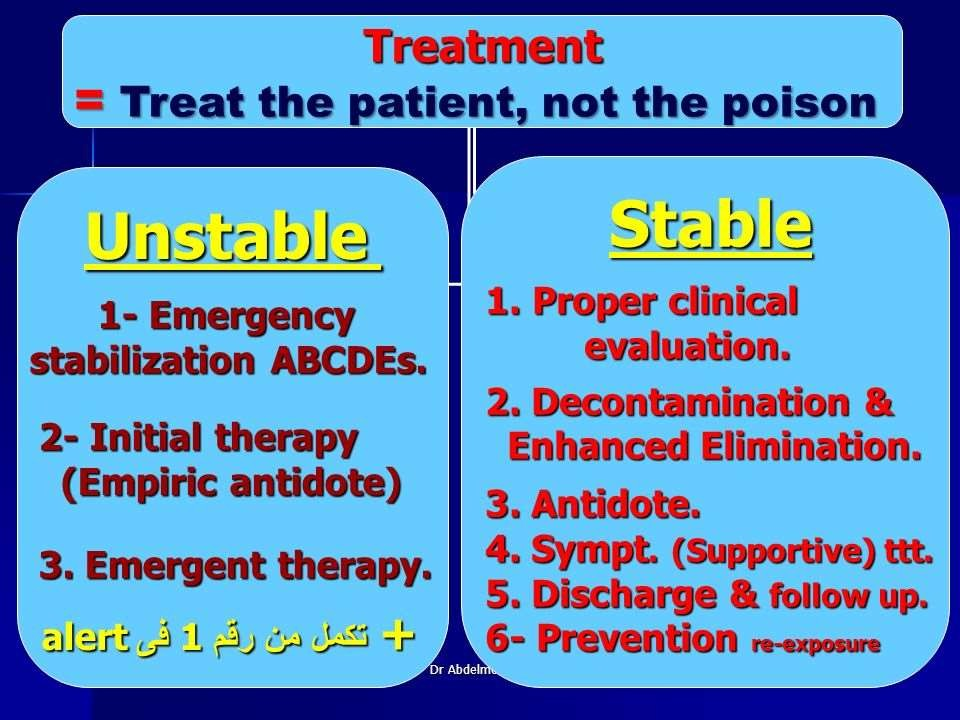 Treatment
= Treat the patient, not the poison
Unstable
1- Emergency
stabilization ABCDEs.
2- Initial therapy
(Empiric antidote)
3. Emergent therapy.
+ تكمل من رقم 1 فى alert
Stable
1. Proper clinical
evaluation.
2. Decontamination &
Enhanced Elimination.
3. Antidote.
4. Sympt. (Supportive) ttt.
5. Discharge & follow up.
6- Prevention re-exposure
Dr